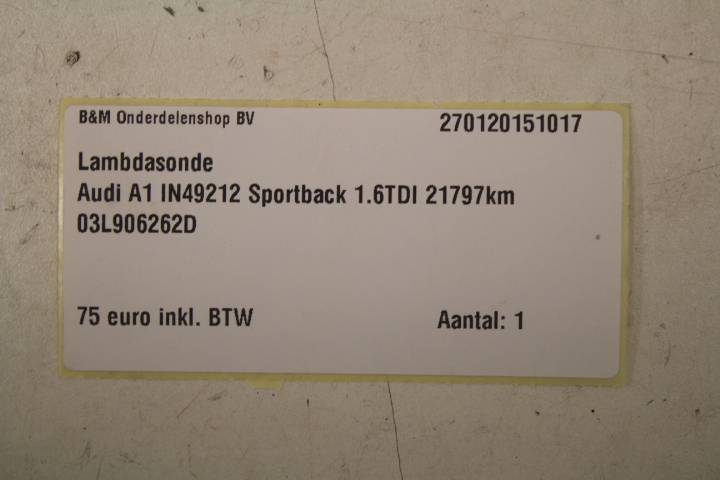 B&M Onderdelenshop BV 270120151017
Lambdasonde
Audi A1 IN49212 Sportback 1.6TDI 21797km
03L906262D
75 euro inkl. BTW Aantal: 1